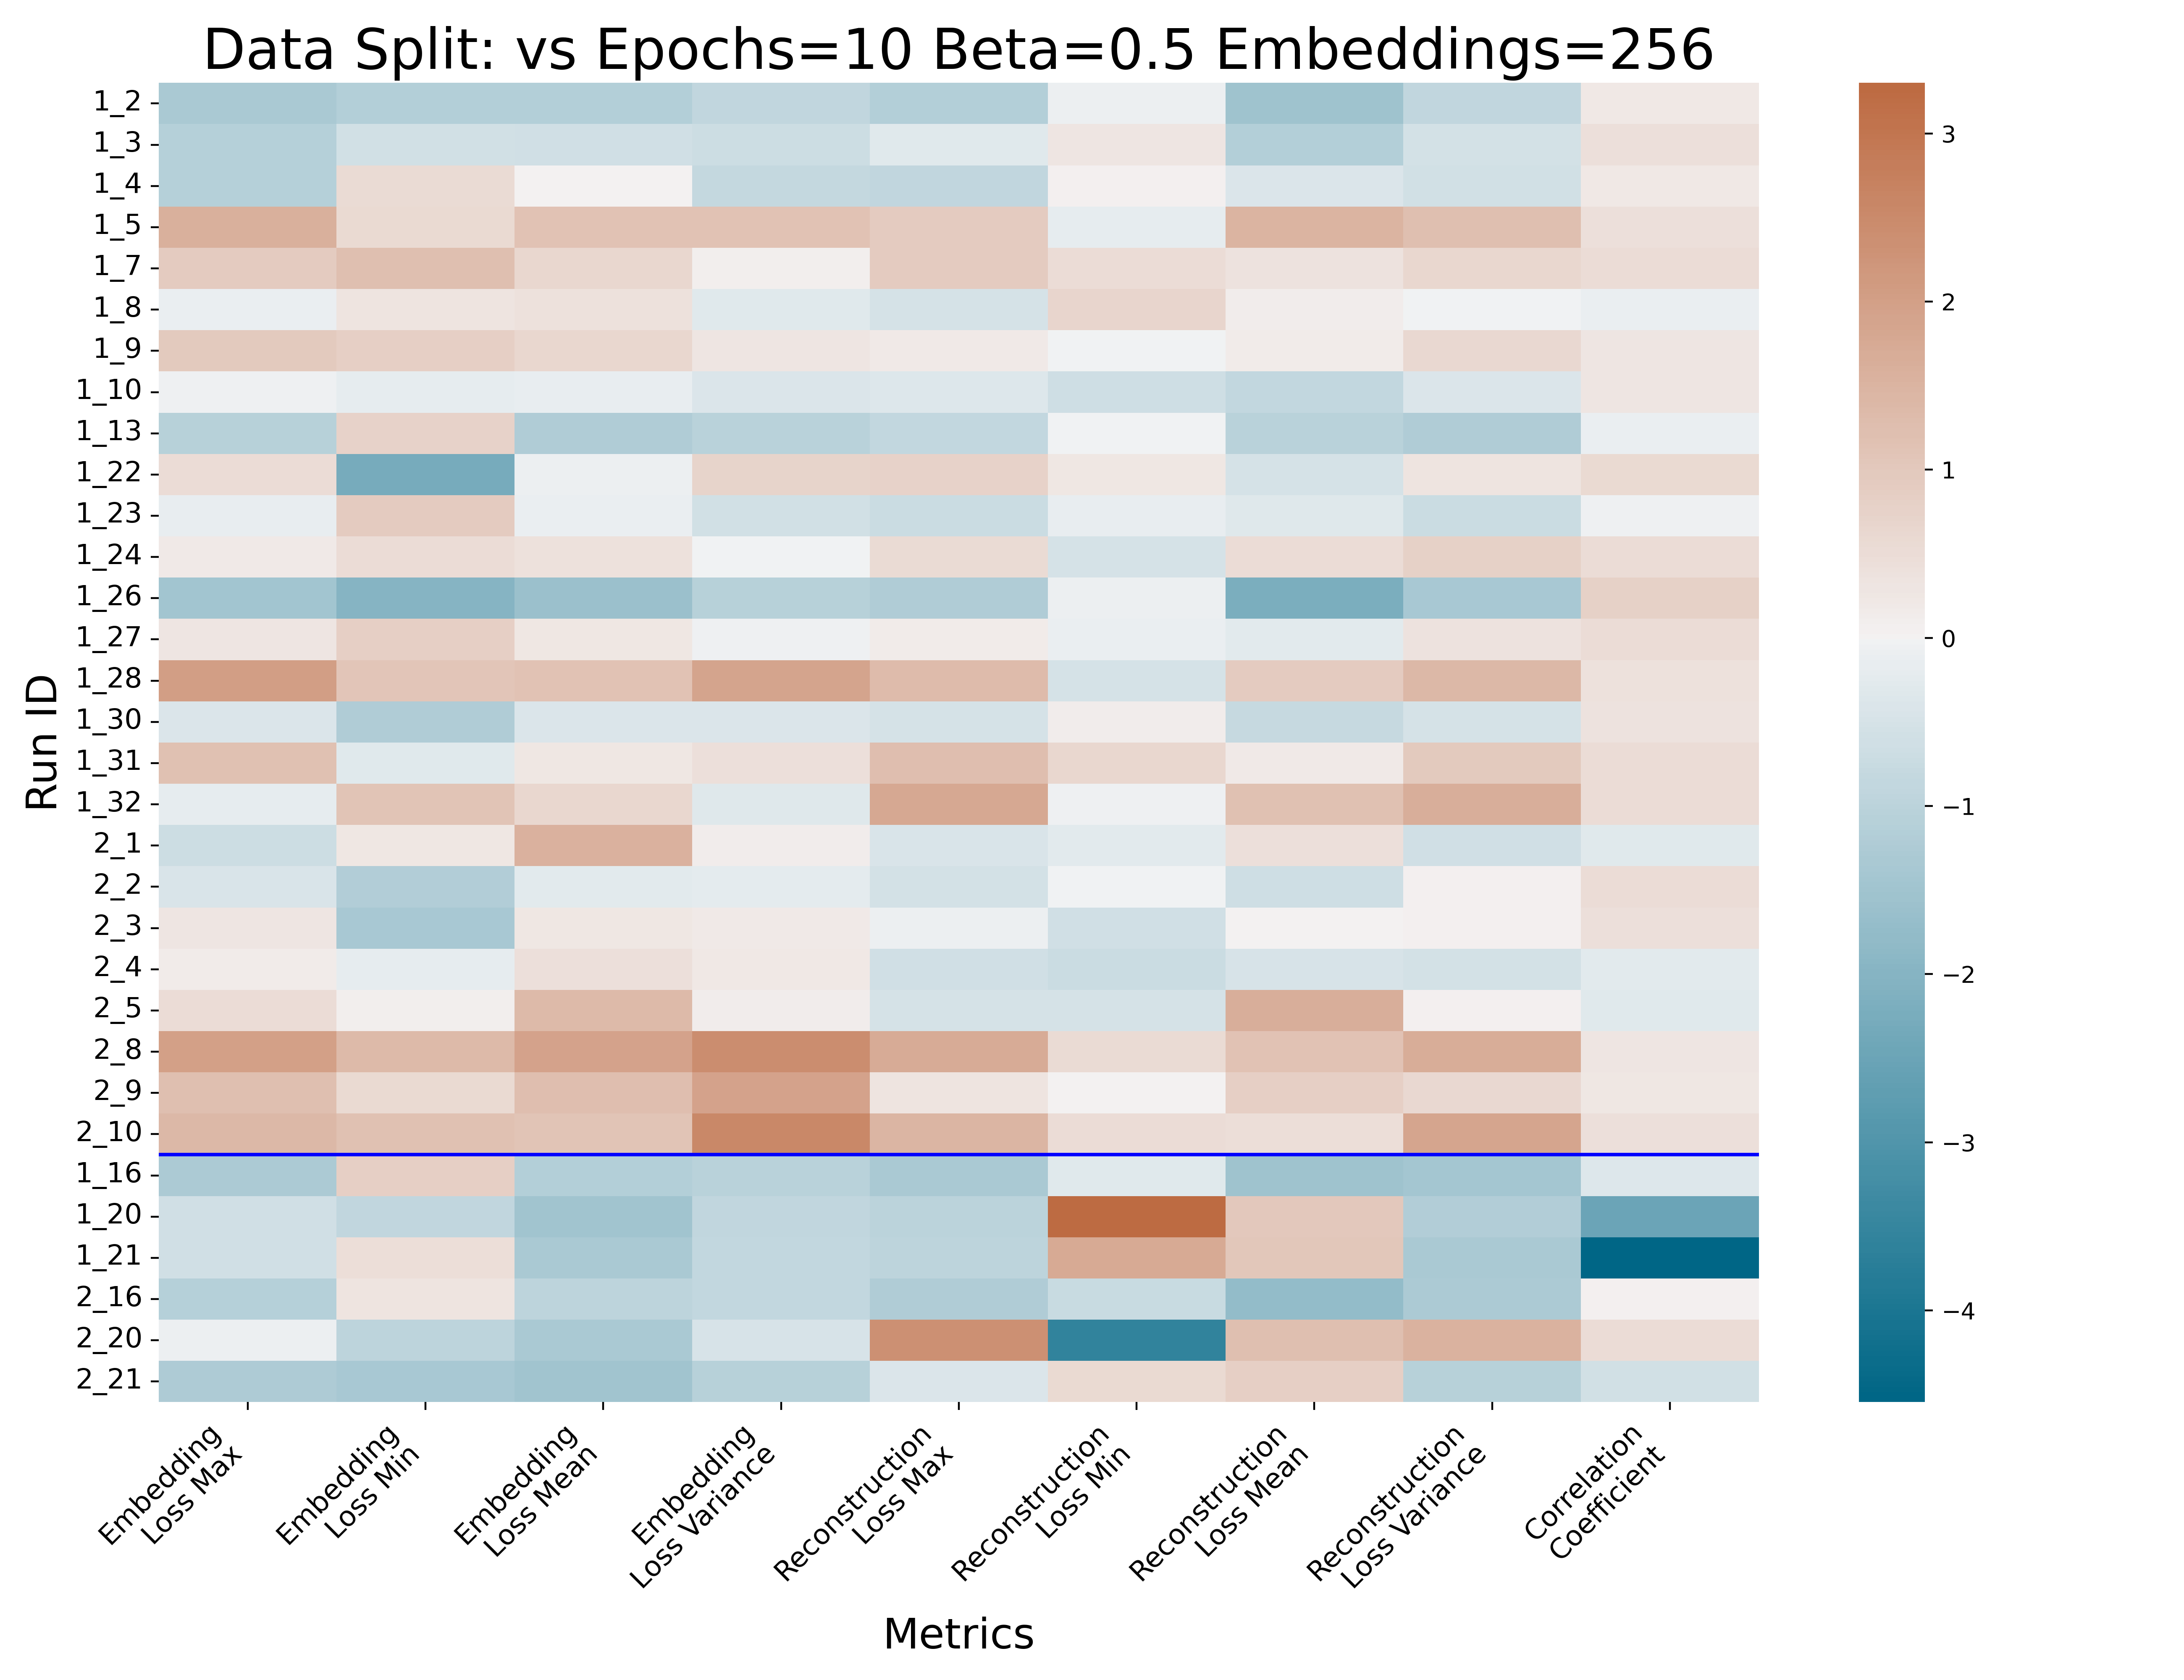 Data Split: vs Epochs=10 Beta=0.5 Embeddings=256
Run ID
1_2
1_3
1_4
1_5
1_7
1_8
1_9
1_10
1_13
1_22
1_23
1_24
1_26
1_27
1_28
1_30
1_31
1_32
2_1
2_2
2_3
2_4
2_5
2_8
2_9
2_10
1_16
1_20
1_21
2_16
2_20
2_21
Embedding
Loss Max
Embedding
Loss Min
Embedding
Loss Mean
Embedding
Loss Variance
Reconstruction
Loss Max
Reconstruction
Loss Min
Reconstruction
Loss Mean
Reconstruction
Loss Variance
Correlation
Coefficient
Metrics
3
2
1
0
−1
−2
−3
−4